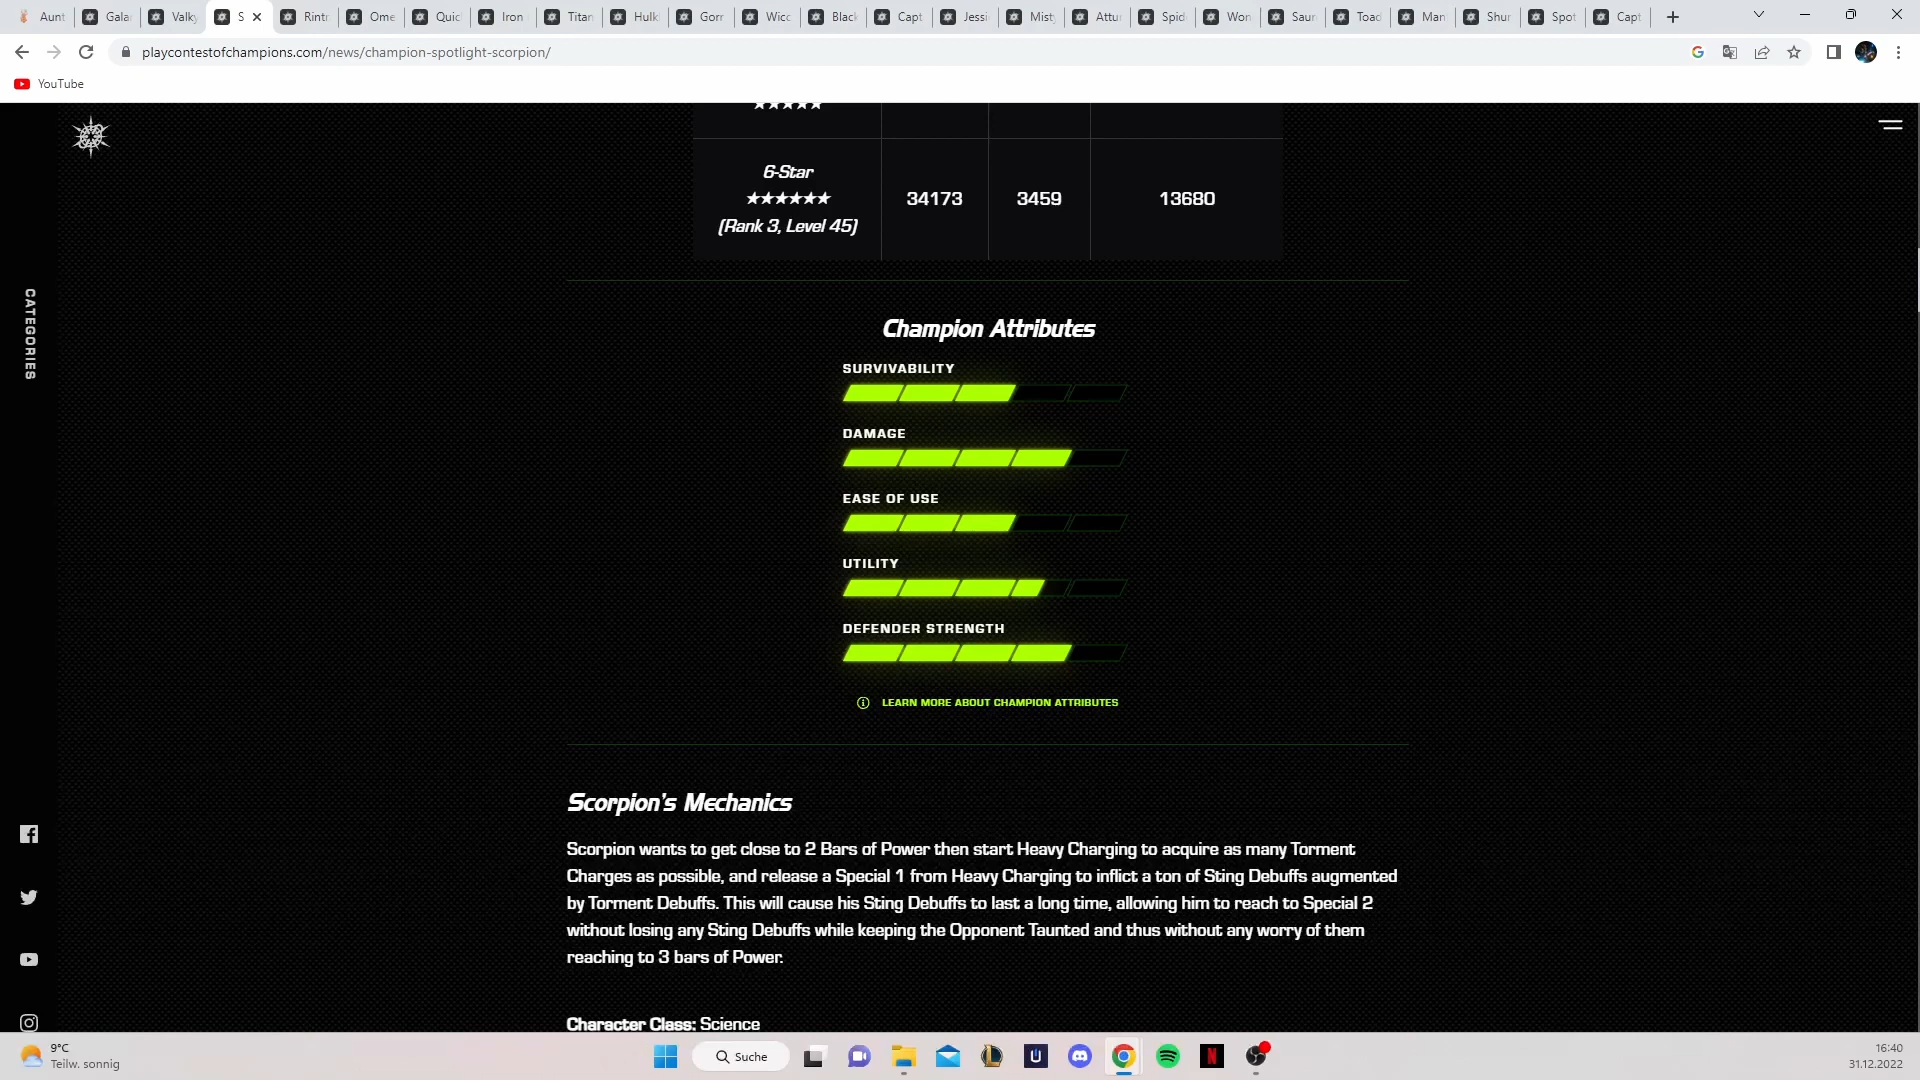 Aunt
Gala
Valky
S
Rintr
Ome
Quic
Iron
Titan
Hulk
Gorr
Wicc
Black
Capt
Jessi
Misty
Attu
Spid
Won
Saur
Toad
Man
Shur
Spot
Capt
playcontestofchampions.com/news/champion-spotlight-scorpion/
YouTube
★★★★★
6-Star
★★★★★★
(Rank 3, Level 45)
34173
3459
13680
CATEGORIES
Champion Attributes
SURVIVABILITY
DAMAGE
EASE OF USE
UTILITY
DEFENDER STRENGTH
LEARN MORE ABOUT CHAMPION ATTRIBUTES
Scorpion's Mechanics
Scorpion wants to get close to 2 Bars of Power then start Heavy Charging to acquire as many Torment
Charges as possible, and release a Special 1 from Heavy Charging to inflict a ton of Sting Debuffs augmented
by Torment Debuffs. This will cause his Sting Debuffs to last a long time, allowing him to reach to Special 2
without losing any Sting Debuffs while keeping the Opponent Taunted and thus without any worry of them
reaching to 3 bars of Power.
Character Class: Science
9°C
Teilw. sonnig
Suche
16:40
31.12.2022